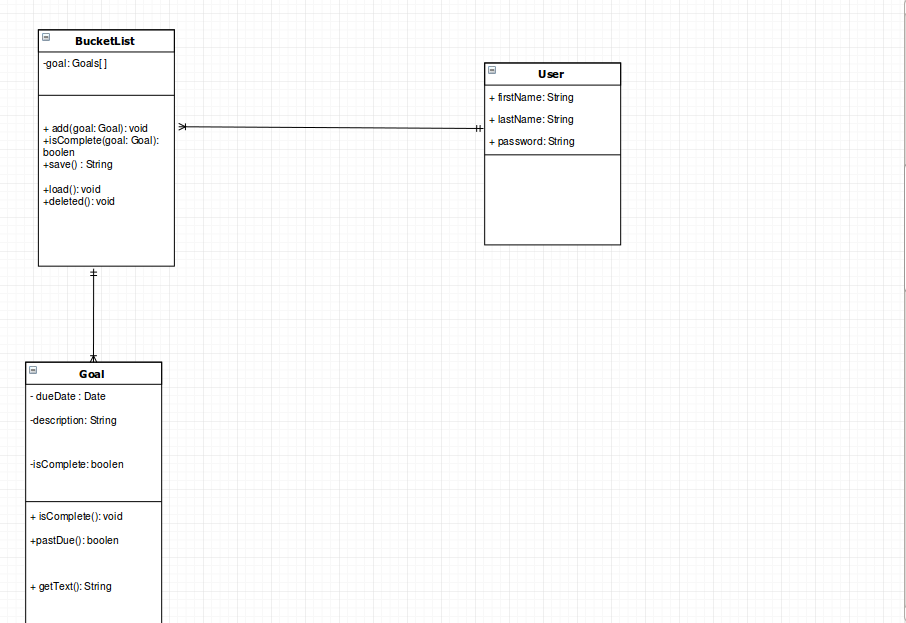 BucketList
-goal: Goals[ ]
+ add(goal: Goal): void
+isComplete(goal: Goal):
boolen
+save() : String
+load(): void
+deleted(): void
User
+ firstName: String
+ lastName: String
+ password: String
Goal
- dueDate : Date
-description: String
-isComplete: boolen
+ isComplete(): void
+pastDue(): boolen
+ getText(): String